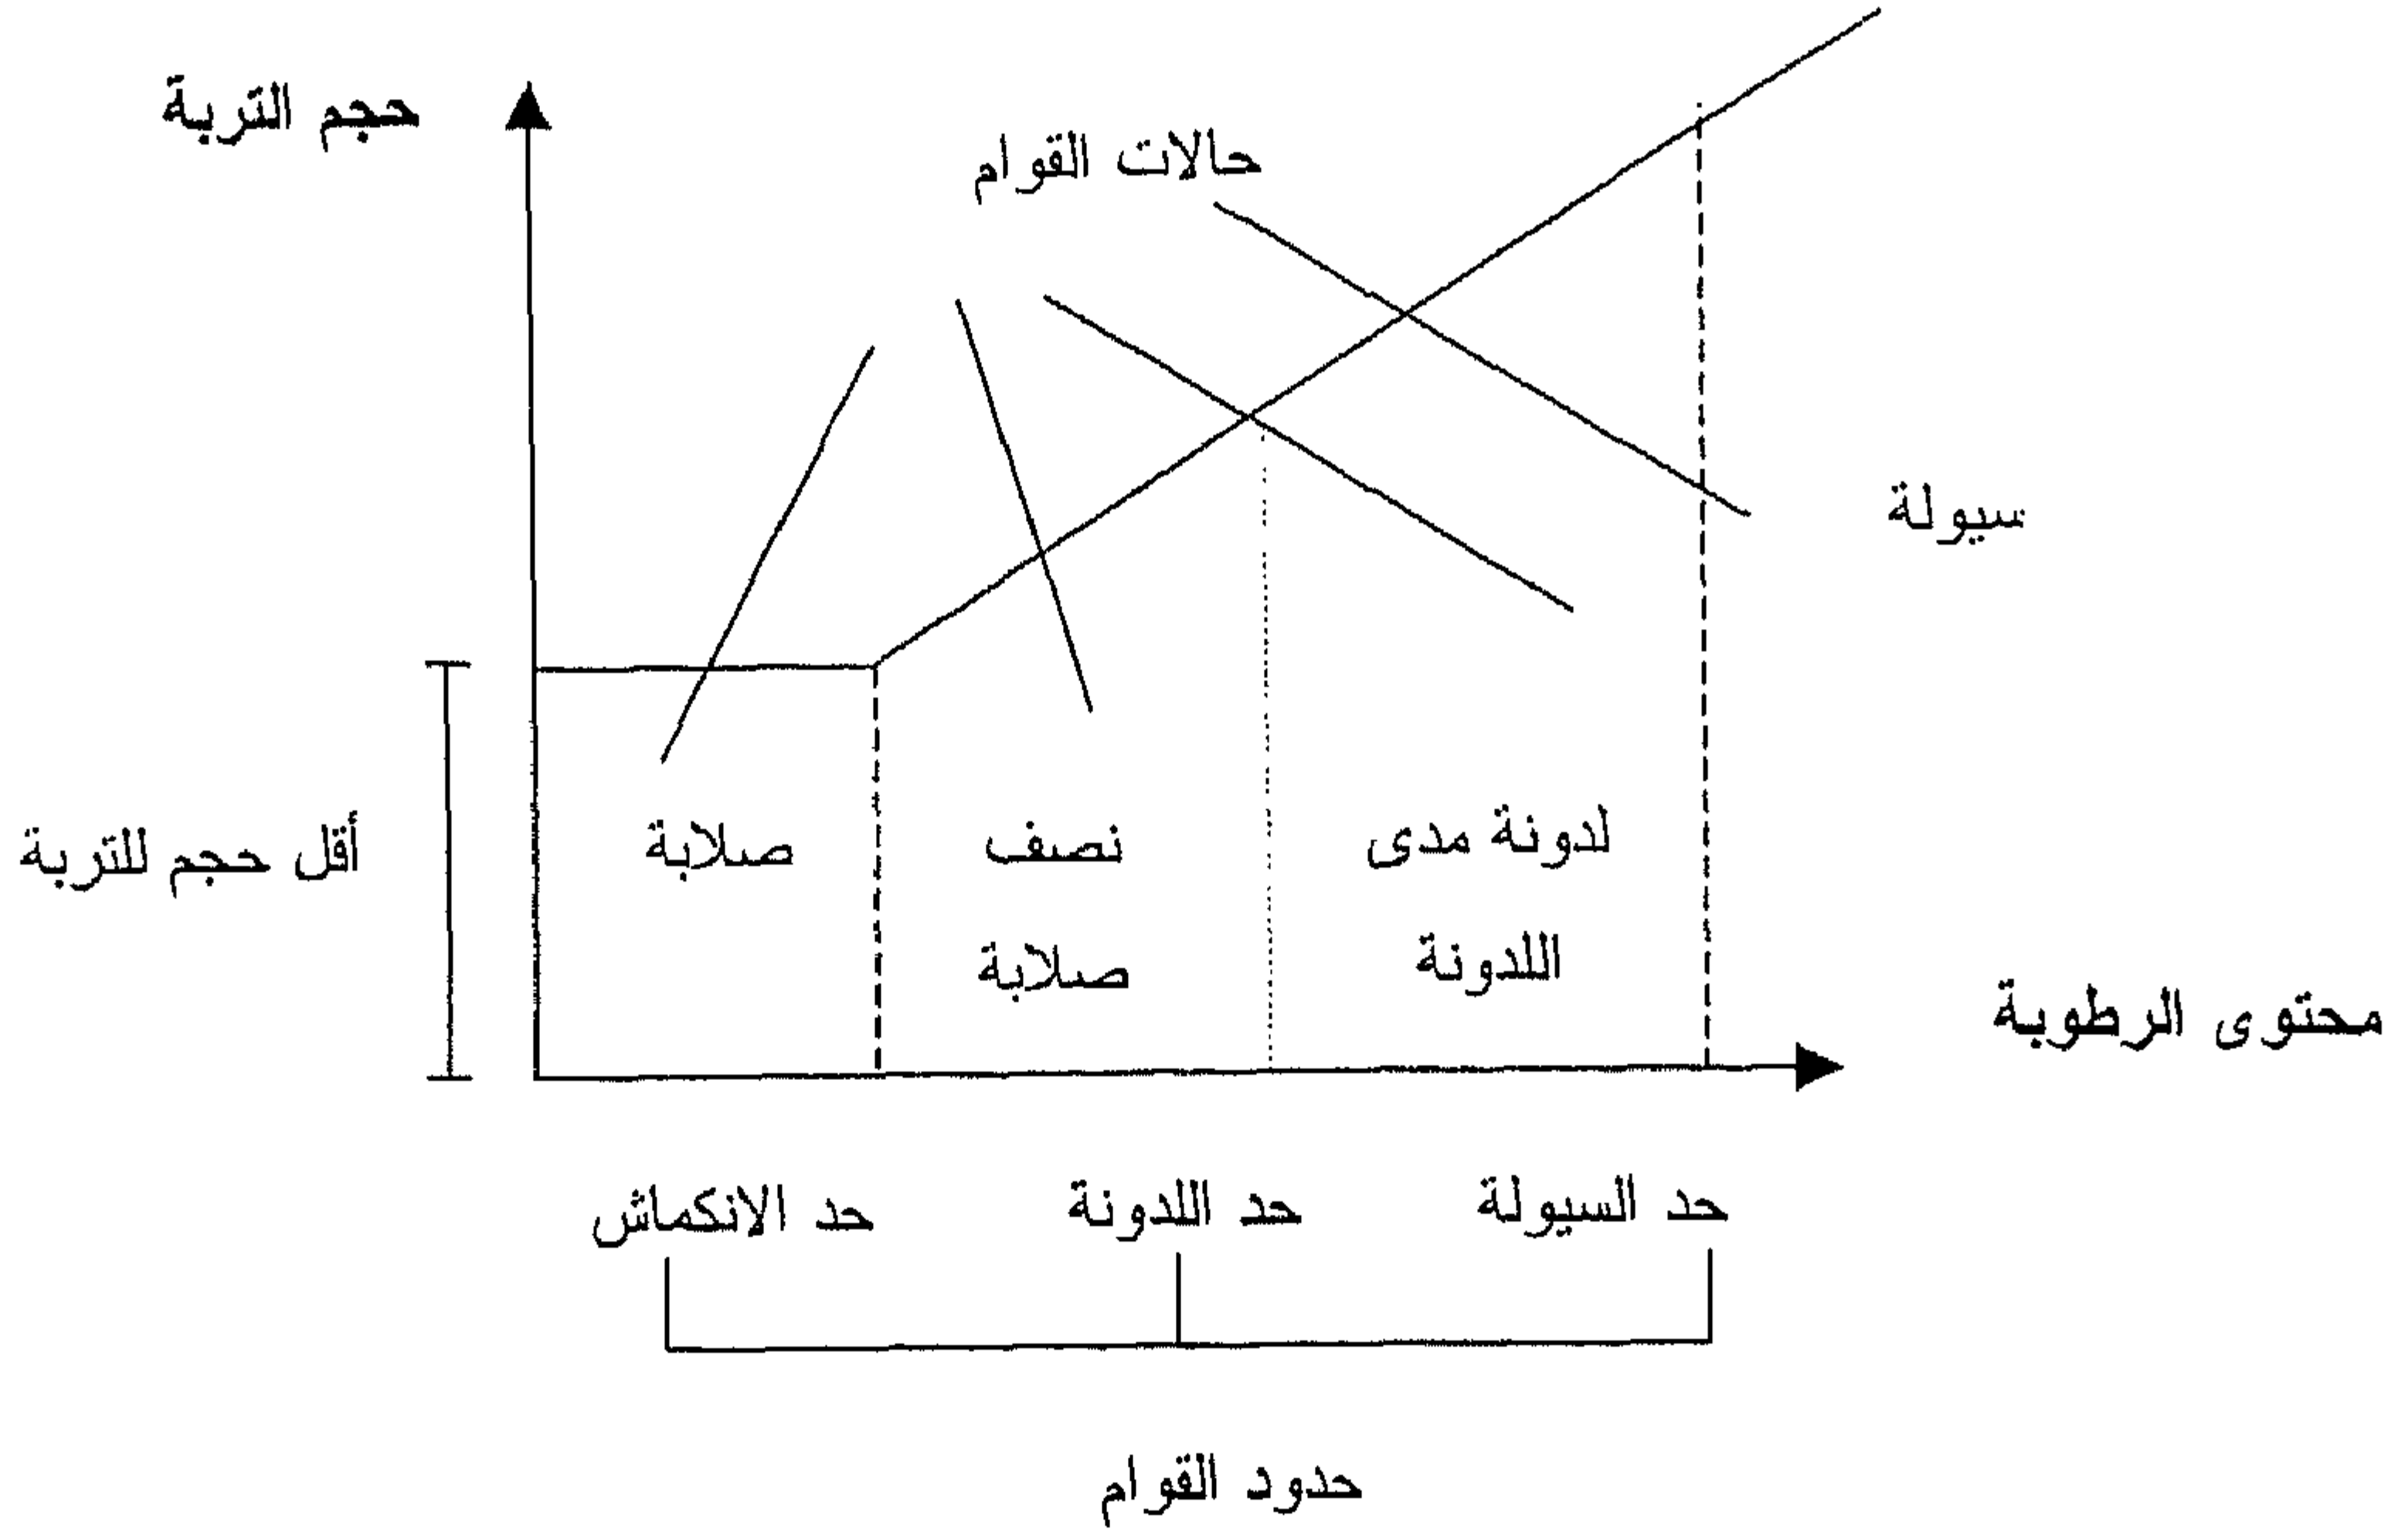 حجم التربة
حالات القوام
سيولة
أقل حجم للتربة
صلابة
نصف
صلابة
لدونة مدى
اللدونة
محتوى الرطوبة
حد الانكماش
حد اللدونة
حد السيولة
حدود القوام